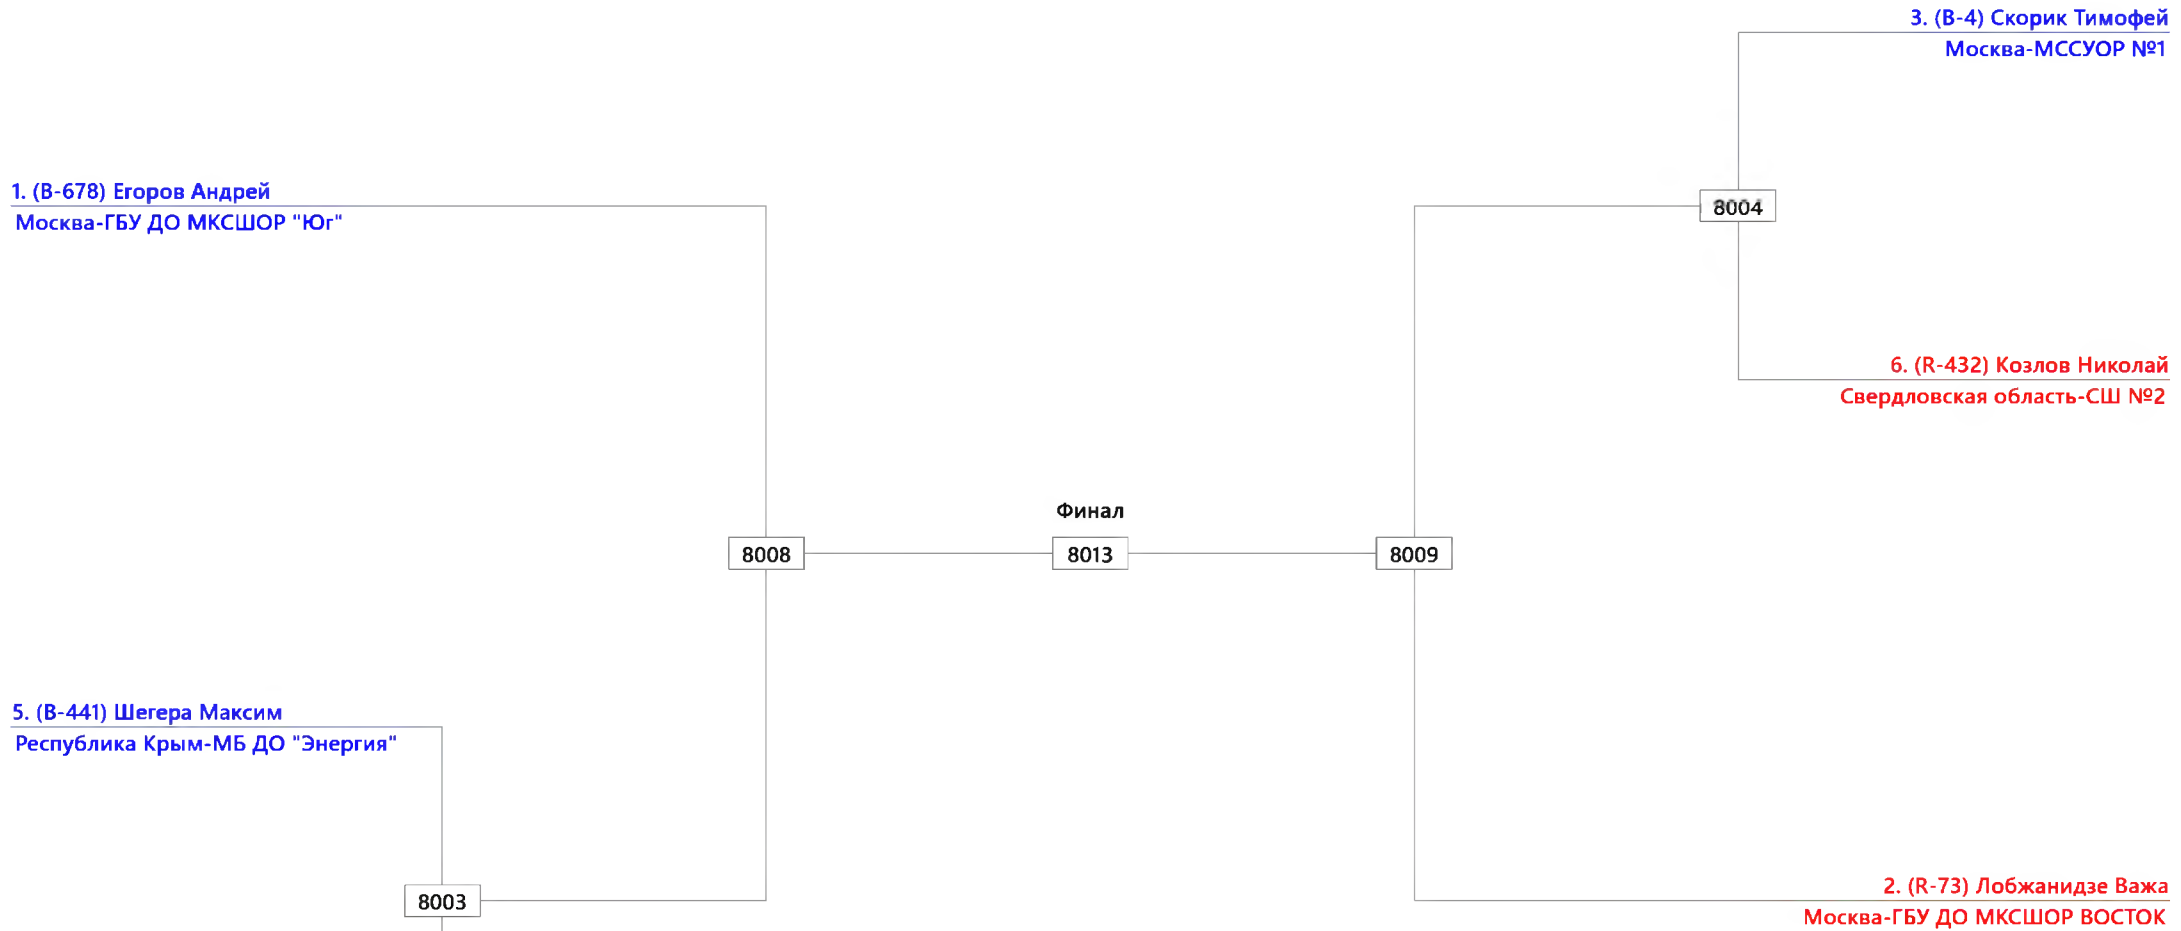 3. (B-4) Скорик Тимофей
Москва-МССУОР №1
1. (B-678) Егоров Андрей
Москва-ГБУ ДО МКСШОР "Юг"
8004
6. (R-432) Козлов Николай
Свердловская область-СШ №2
Финал
8008
8013
8009
5. (B-441) Шегера Максим
Республика Крым-МБ ДО "Энергия"
8003
2. (R-73) Лобжанидзе Важа
Москва-ГБУ ДО МКСШОР ВОСТОК